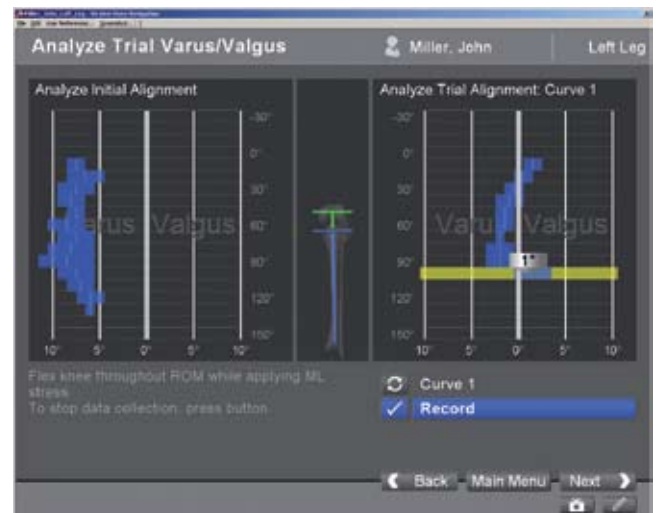 Analyze Trial Varus/Valgus
Miller, John
Left Leg
Analyze Initial Alignment
-30°
0°
30°
60°
90°
120°
150°
Varus Valgus
10° 5° 0° 5° 10°
Analyze Trial Alignment: Curve 1
-30°
0°
30°
60°
90°
120°
150°
Varu Valgus
1°
10° 5° 0° 5° 10°
Flex knee throughout ROM while applying ML
stress.
To stop data collection, press button.
Curve 1
Record
Back
Main Menu
Next